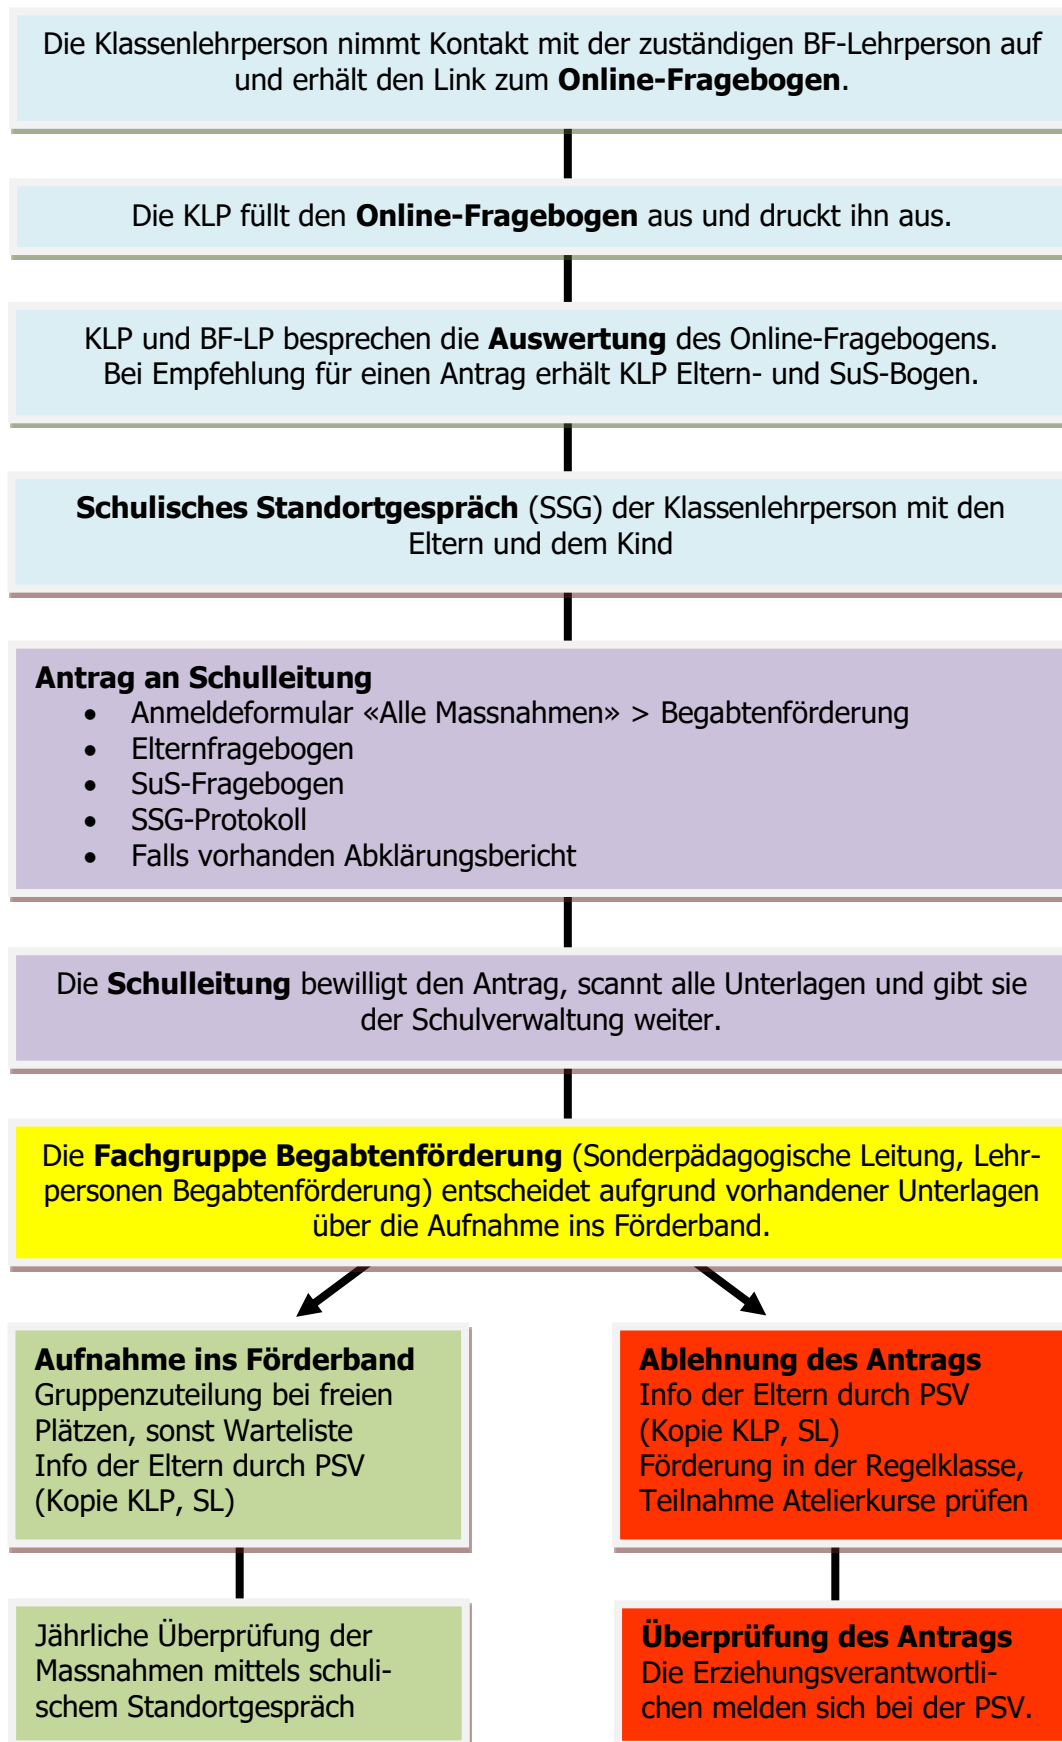 Die Klassenlehrperson nimmt Kontakt mit der zuständigen BF-Lehrperson auf
und erhält den Link zum Online-Fragebogen.
Die KLP füllt den Online-Fragebogen aus und druckt ihn aus.
KLP und BF-LP besprechen die Auswertung des Online-Fragebogens.
Bei Empfehlung für einen Antrag erhält KLP Eltern- und SuS-Bogen.
Schulisches Standortgespräch (SSG) der Klassenlehrperson mit den
Eltern und dem Kind
Antrag an Schulleitung
• Anmeldeformular «Alle Massnahmen» > Begabtenförderung
• Elternfragebogen
• SuS-Fragebogen
• SSG-Protokoll
• Falls vorhanden Abklärungsbericht
Die Schulleitung bewilligt den Antrag, scannt alle Unterlagen und gibt sie
der Schulverwaltung weiter.
Die Fachgruppe Begabtenförderung (Sonderpädagogische Leitung, Lehr-
personen Begabtenförderung) entscheidet aufgrund vorhandener Unterlagen
über die Aufnahme ins Förderband.
Aufnahme ins Förderband
Gruppenzuteilung bei freien
Plätzen, sonst Warteliste
Info der Eltern durch PSV
(Kopie KLP, SL)
Ablehnung des Antrags
Info der Eltern durch PSV
(Kopie KLP, SL)
Förderung in der Regelklasse,
Teilnahme Atelierkurse prüfen
Jährliche Überprüfung der
Massnahmen mittels schuli-
schem Standortgespräch
Überprüfung des Antrags
Die Erziehungsverantwortli-
chen melden sich bei der PSV.